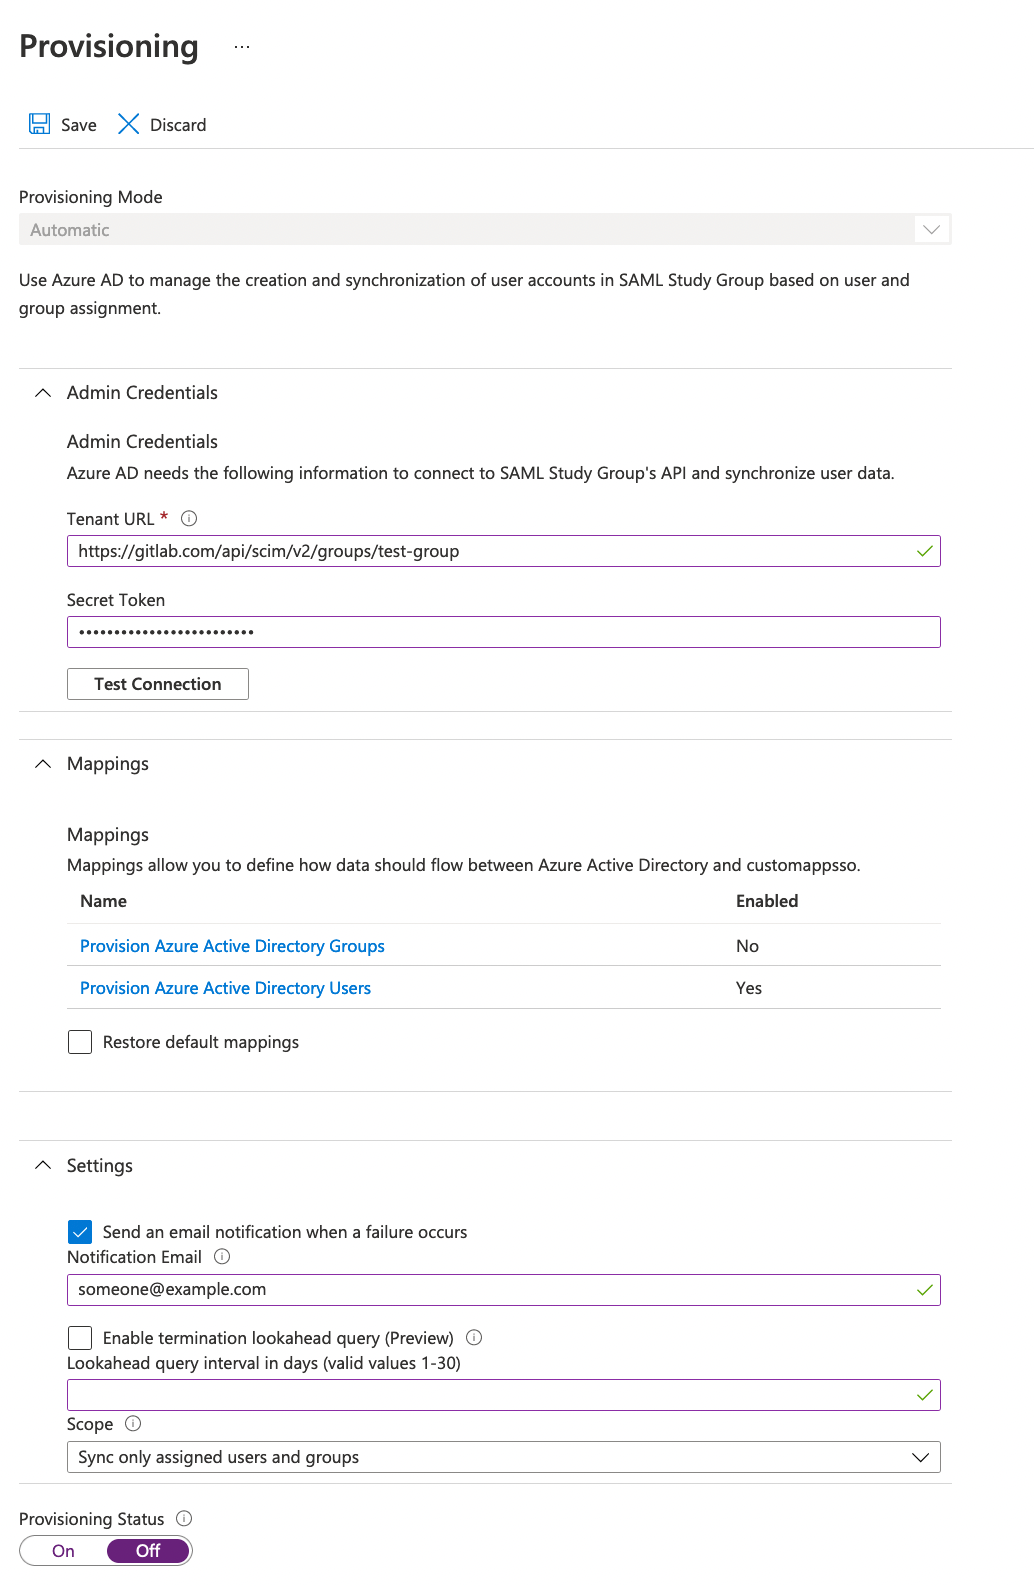 Provisioning ...
Save Discard
Provisioning Mode
Automatic
Use Azure AD to manage the creation and synchronization of user accounts in SAML Study Group based on user and
group assignment.
Admin Credentials
Admin Credentials
Azure AD needs the following information to connect to SAML Study Group's API and synchronize user data.
Tenant URL *
https://gitlab.com/api/scim/v2/groups/test-group
Secret Token
•••••••••••••••••••••••••
Test Connection
Mappings
Mappings
Mappings allow you to define how data should flow between Azure Active Directory and customappsso.
Name Enabled
Provision Azure Active Directory Groups No
Provision Azure Active Directory Users Yes
Restore default mappings
Settings
Send an email notification when a failure occurs
Notification Email
someone@example.com
Enable termination lookahead query (Preview)
Lookahead query interval in days (valid values 1-30)
Scope
Sync only assigned users and groups
Provisioning Status
On Off